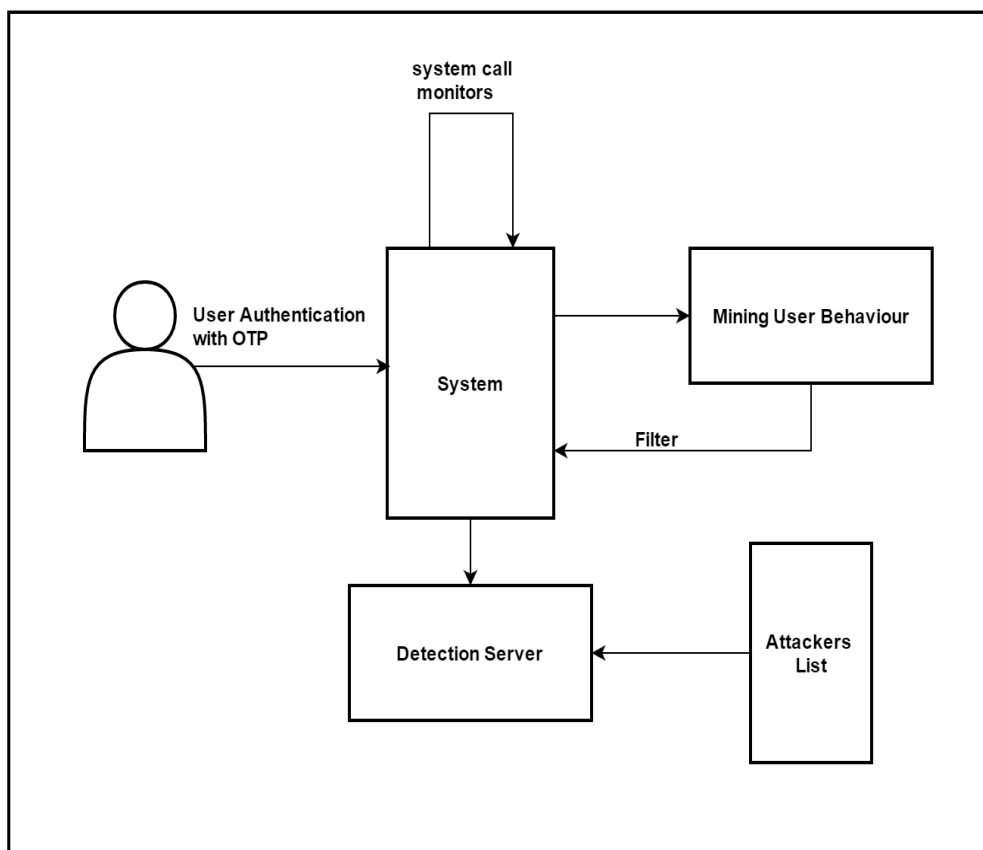 system call
monitors
User Authentication
with OTP
Mining User Behaviour
System
Filter
Detection Server
Attackers
List